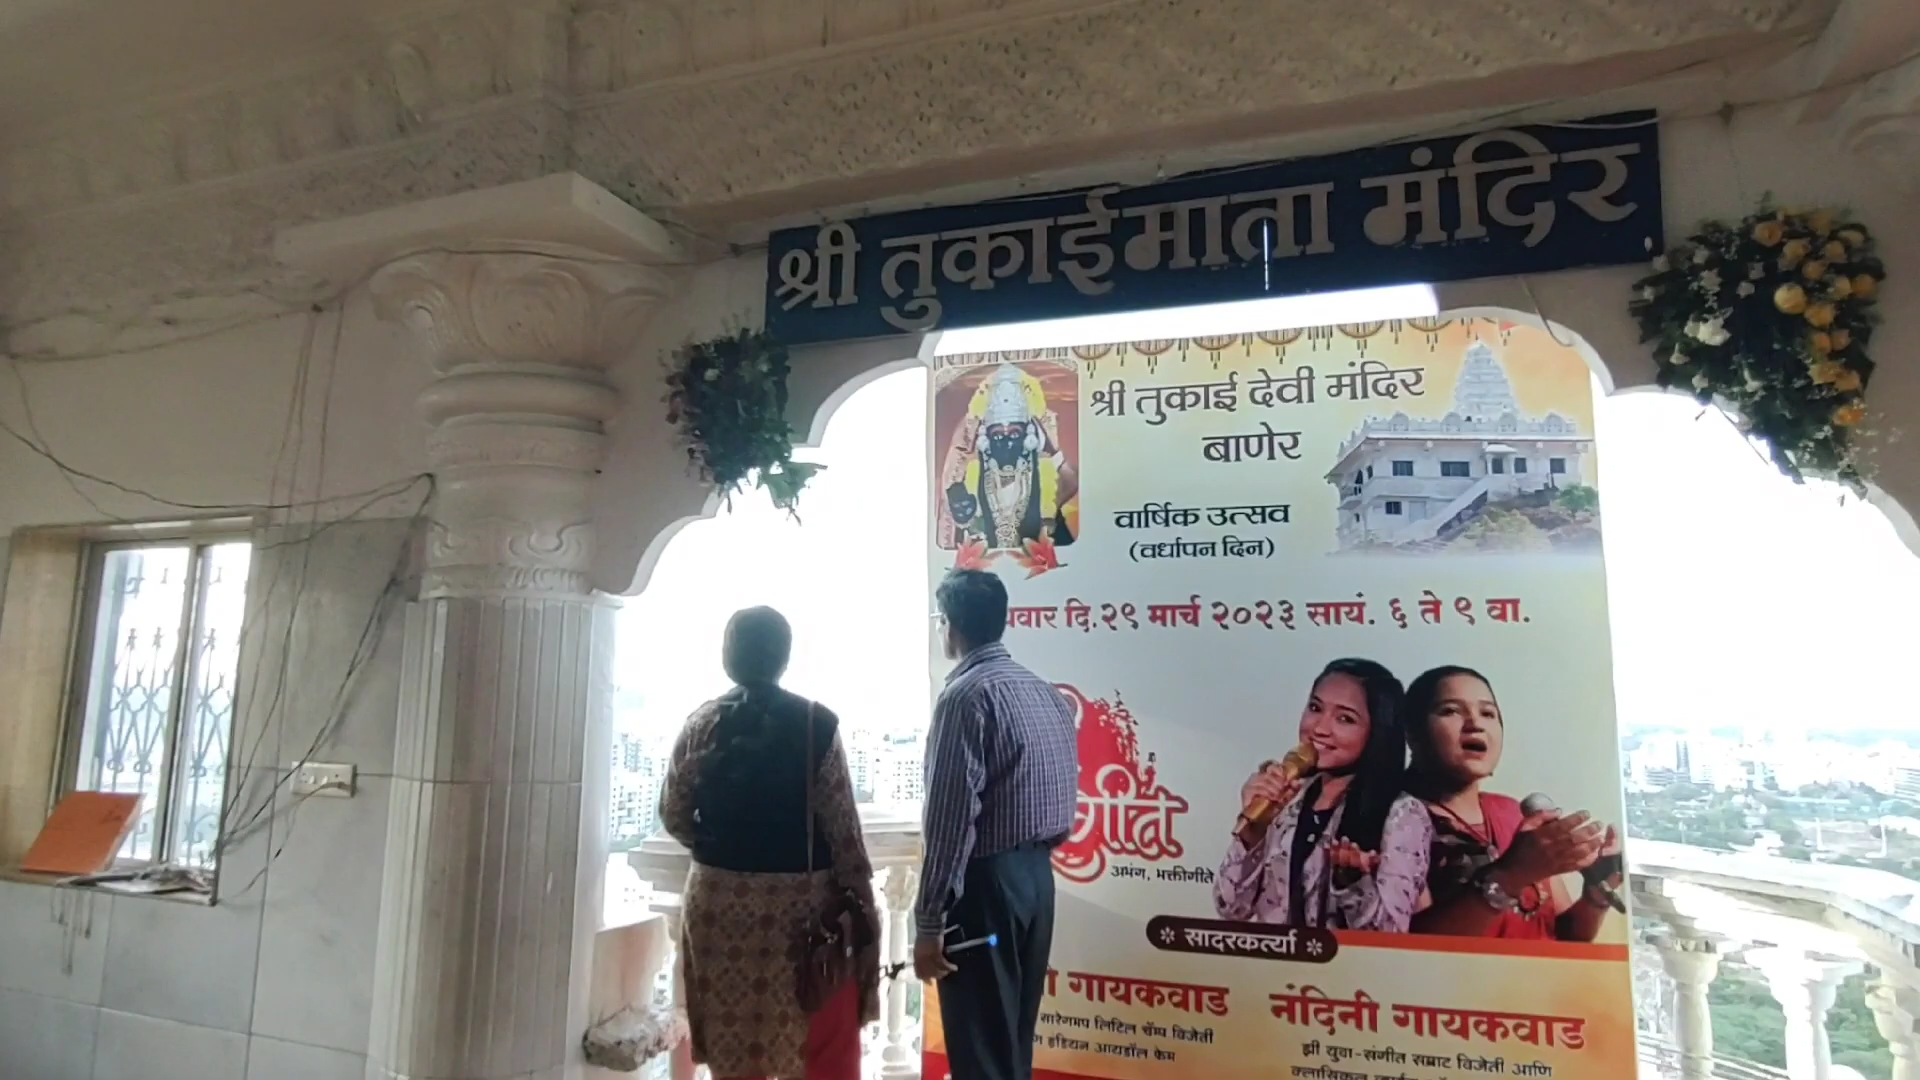 श्री तुकाईमाता मंदिर
श्री तुकाई देवी मंदिर
बाणेर
वार्षिक उत्सव
(वर्धापन दिन)
दि.२९ मार्च २०२३ सायं. ६ ते ९ वा.
अभंग, भक्तीगीते
सादरकर्त्या
गायकवाड
नंदिनी गायकवाड
सारेगमप लिटिल चॅम्प विजेती
इंडियन आयडॉल फेम
झी युवा-संगीत सम्राट विजेती आणि
क्लासिकल